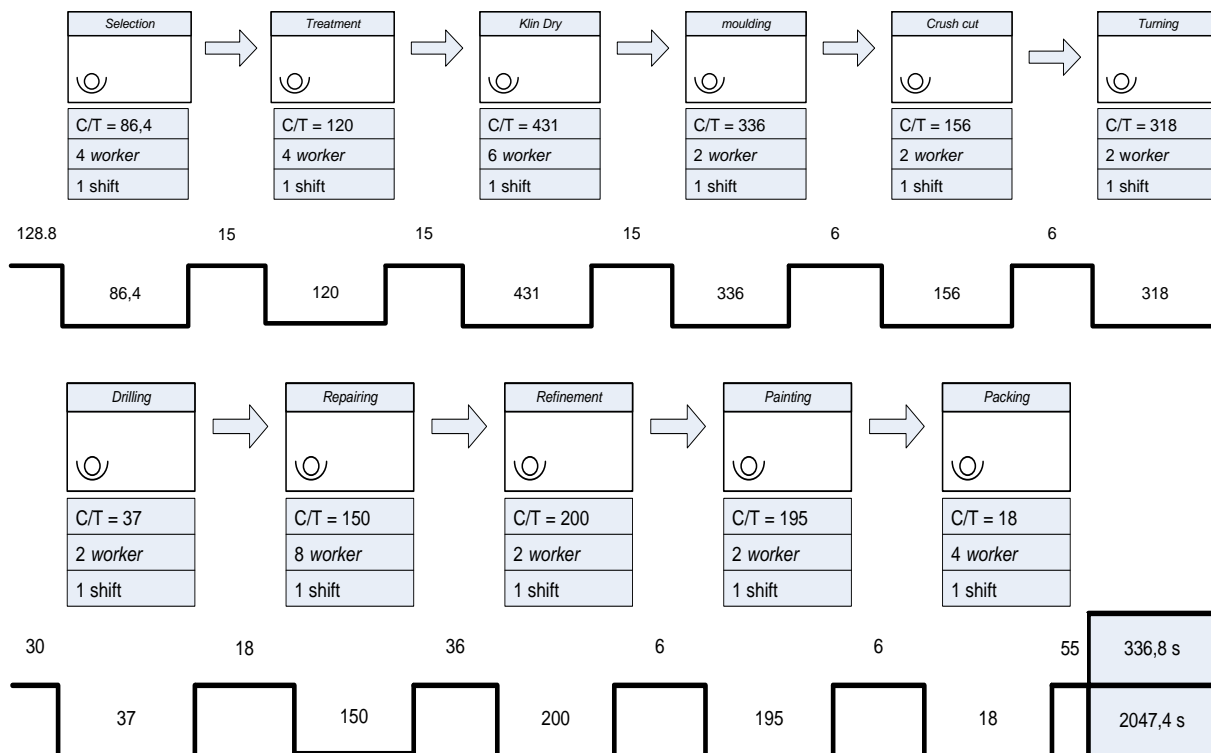 Selection
Treatment
Klin Dry
moulding
Crush cut
Turning
C/T = 86,4
C/T = 120
C/T = 431
C/T = 336
C/T = 156
C/T = 318
4 worker
4 worker
6 worker
2 worker
2 worker
2 worker
1 shift
1 shift
1 shift
1 shift
1 shift
1 shift
128.8
15
15
15
6
6
86,4
120
431
336
156
318
Drilling
Repairing
Refinement
Painting
Packing
C/T = 37
C/T = 150
C/T = 200
C/T = 195
C/T = 18
2 worker
8 worker
2 worker
2 worker
4 worker
1 shift
1 shift
1 shift
1 shift
1 shift
30
18
36
6
6
55
336,8 s
37
150
200
195
18
2047,4 s